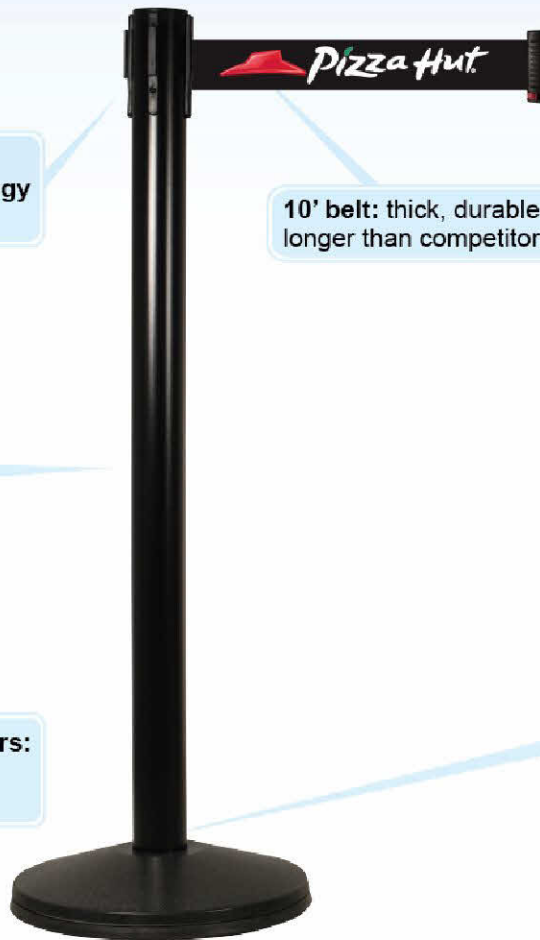 Pizza Hut
gy
10' belt: thick, durable
longer than competitor
rs: